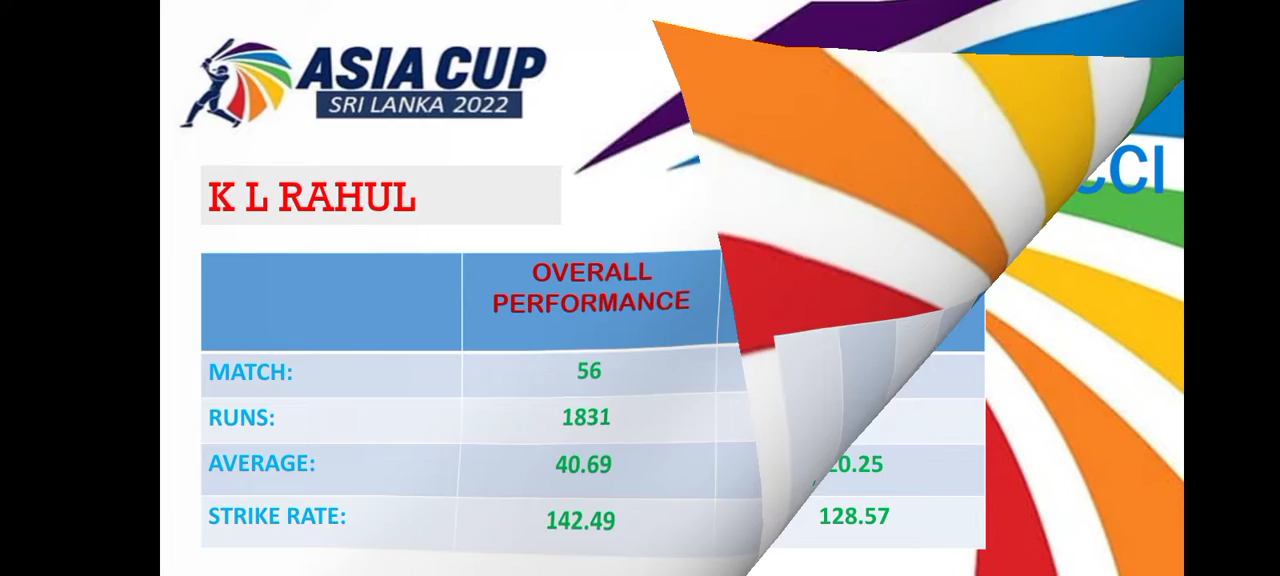 ASIA CUP
SRI LANKA 2022
K L RAHUL
OVERALL
PERFORMANCE
MATCH: 56
RUNS: 1831
AVERAGE: 40.69
STRIKE RATE: 142.49 128.57